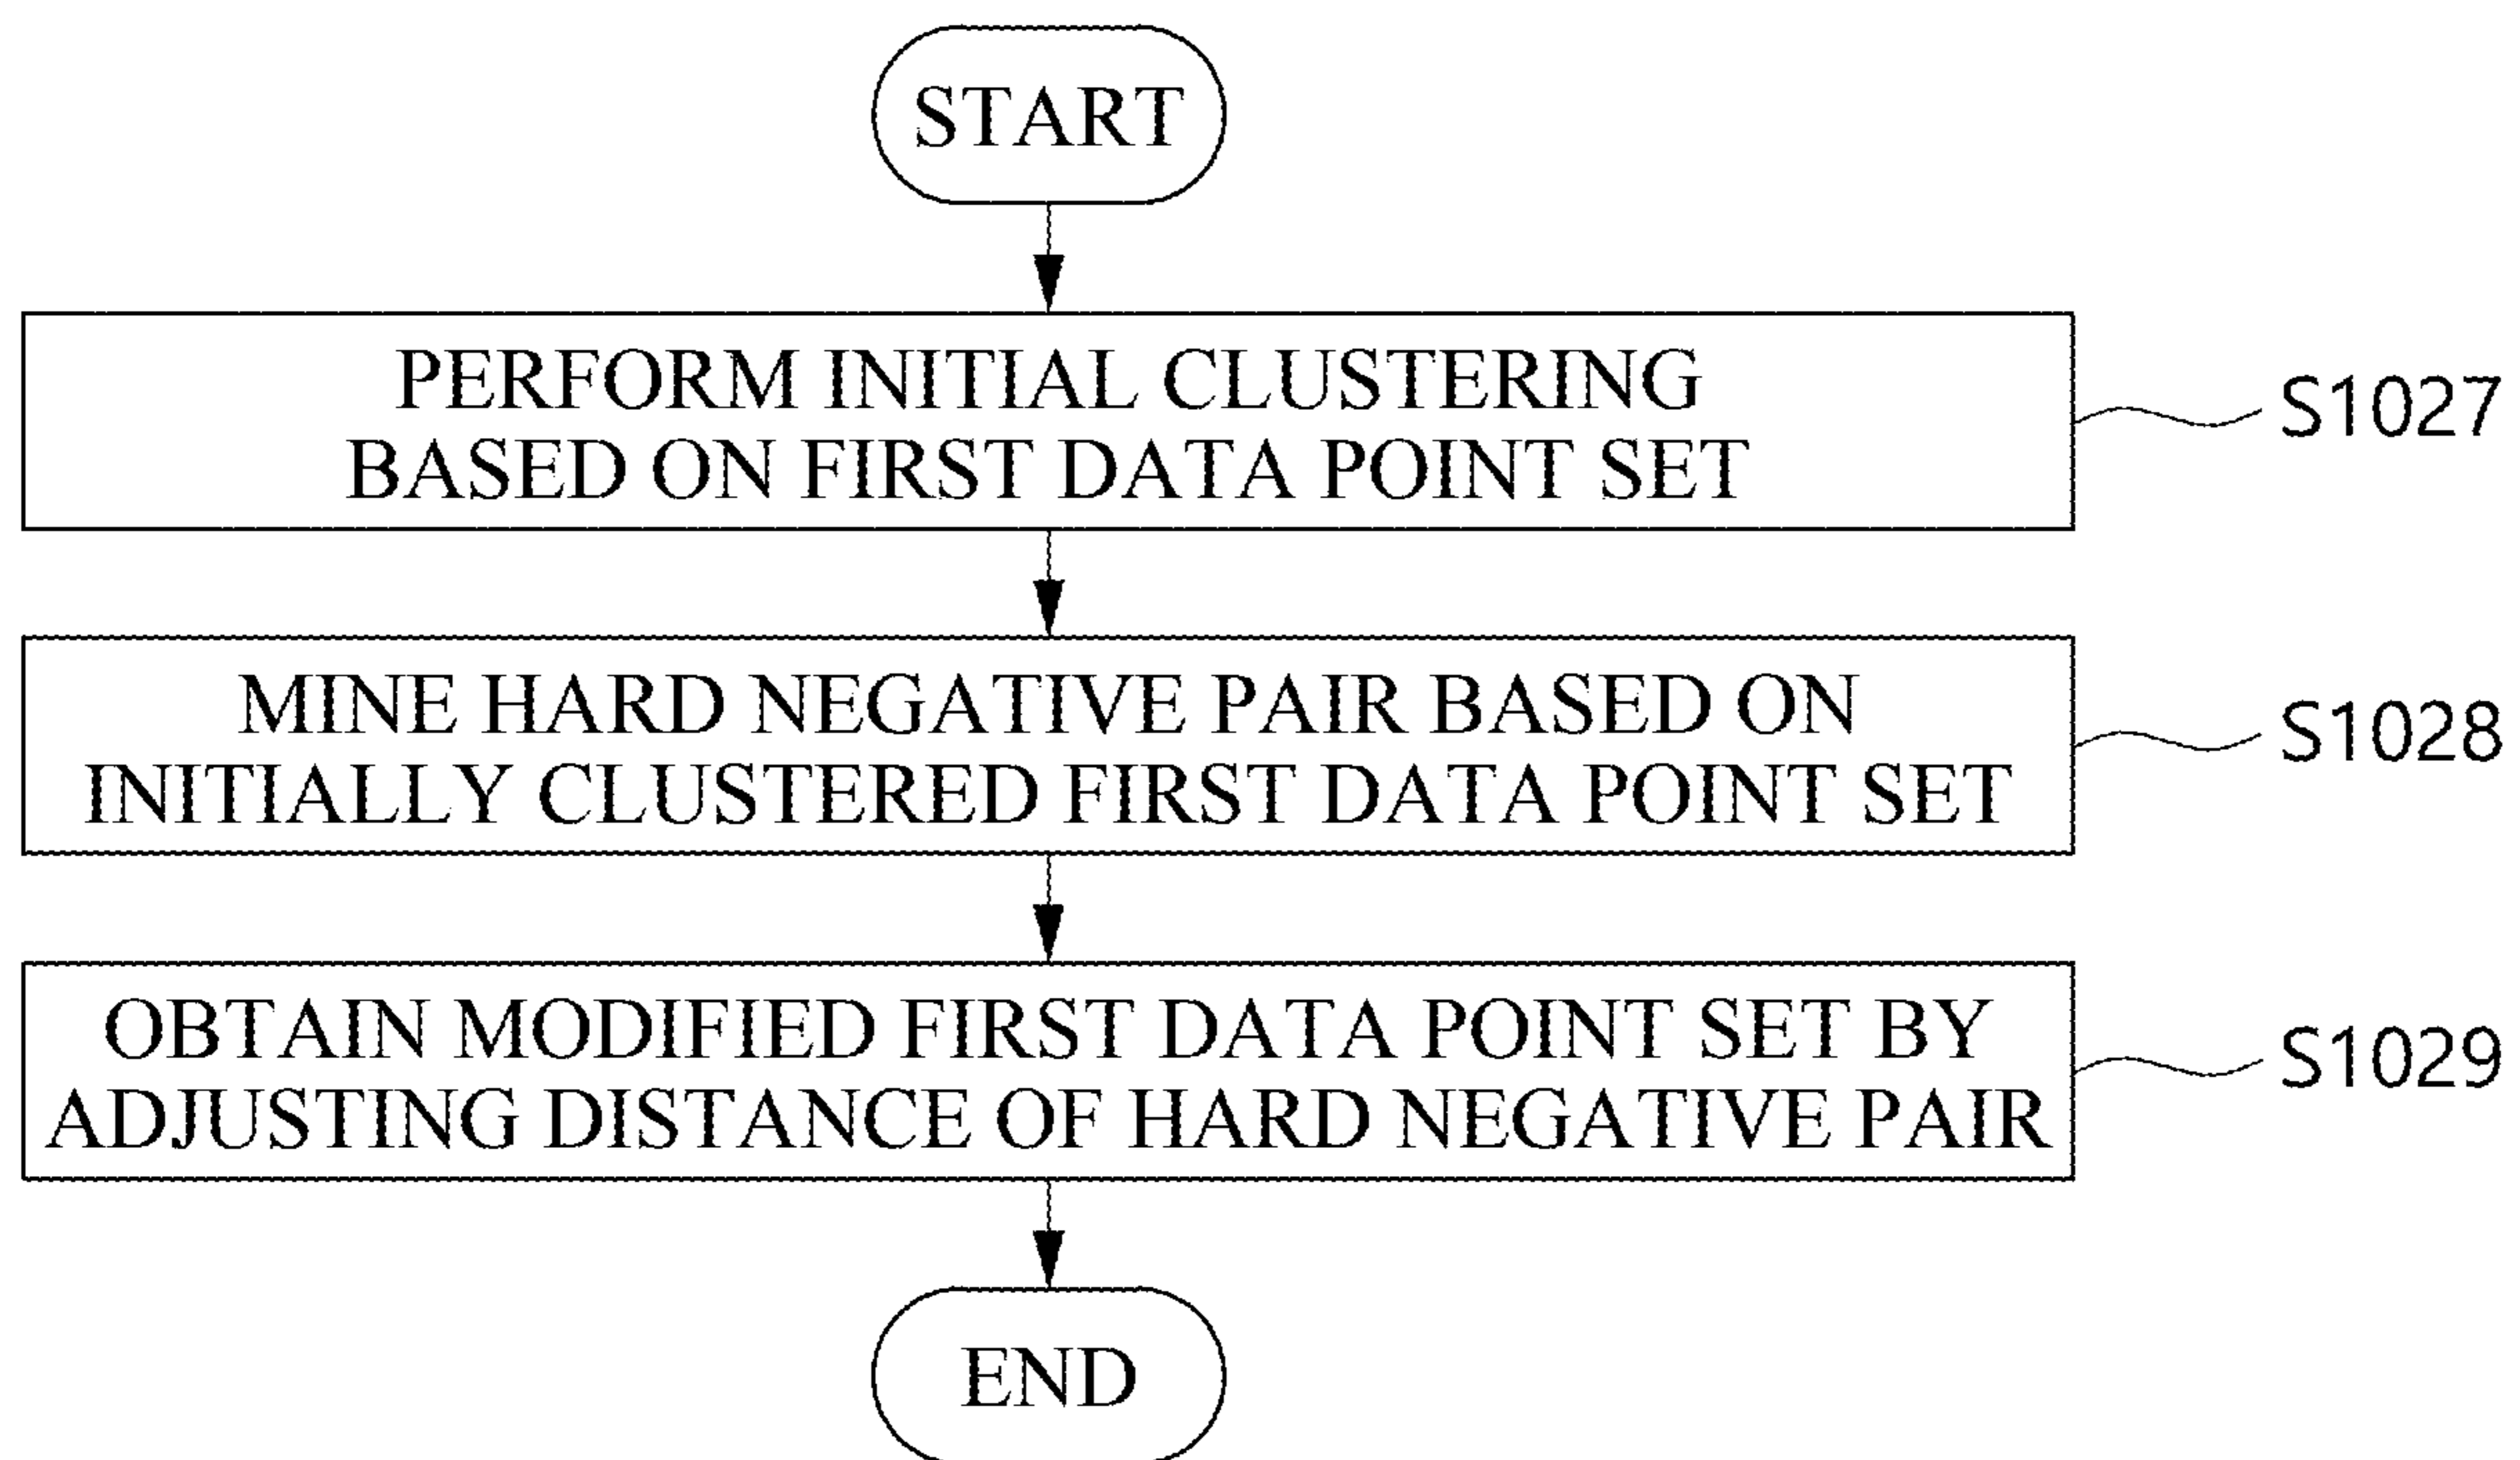 START
PERFORM INITIAL CLUSTERING
BASED ON FIRST DATA POINT SET
S1027
MINE HARD NEGATIVE PAIR BASED ON
INITIALLY CLUSTERED FIRST DATA POINT SET
S1028
OBTAIN MODIFIED FIRST DATA POINT SET BY
ADJUSTING DISTANCE OF HARD NEGATIVE PAIR
S1029
END